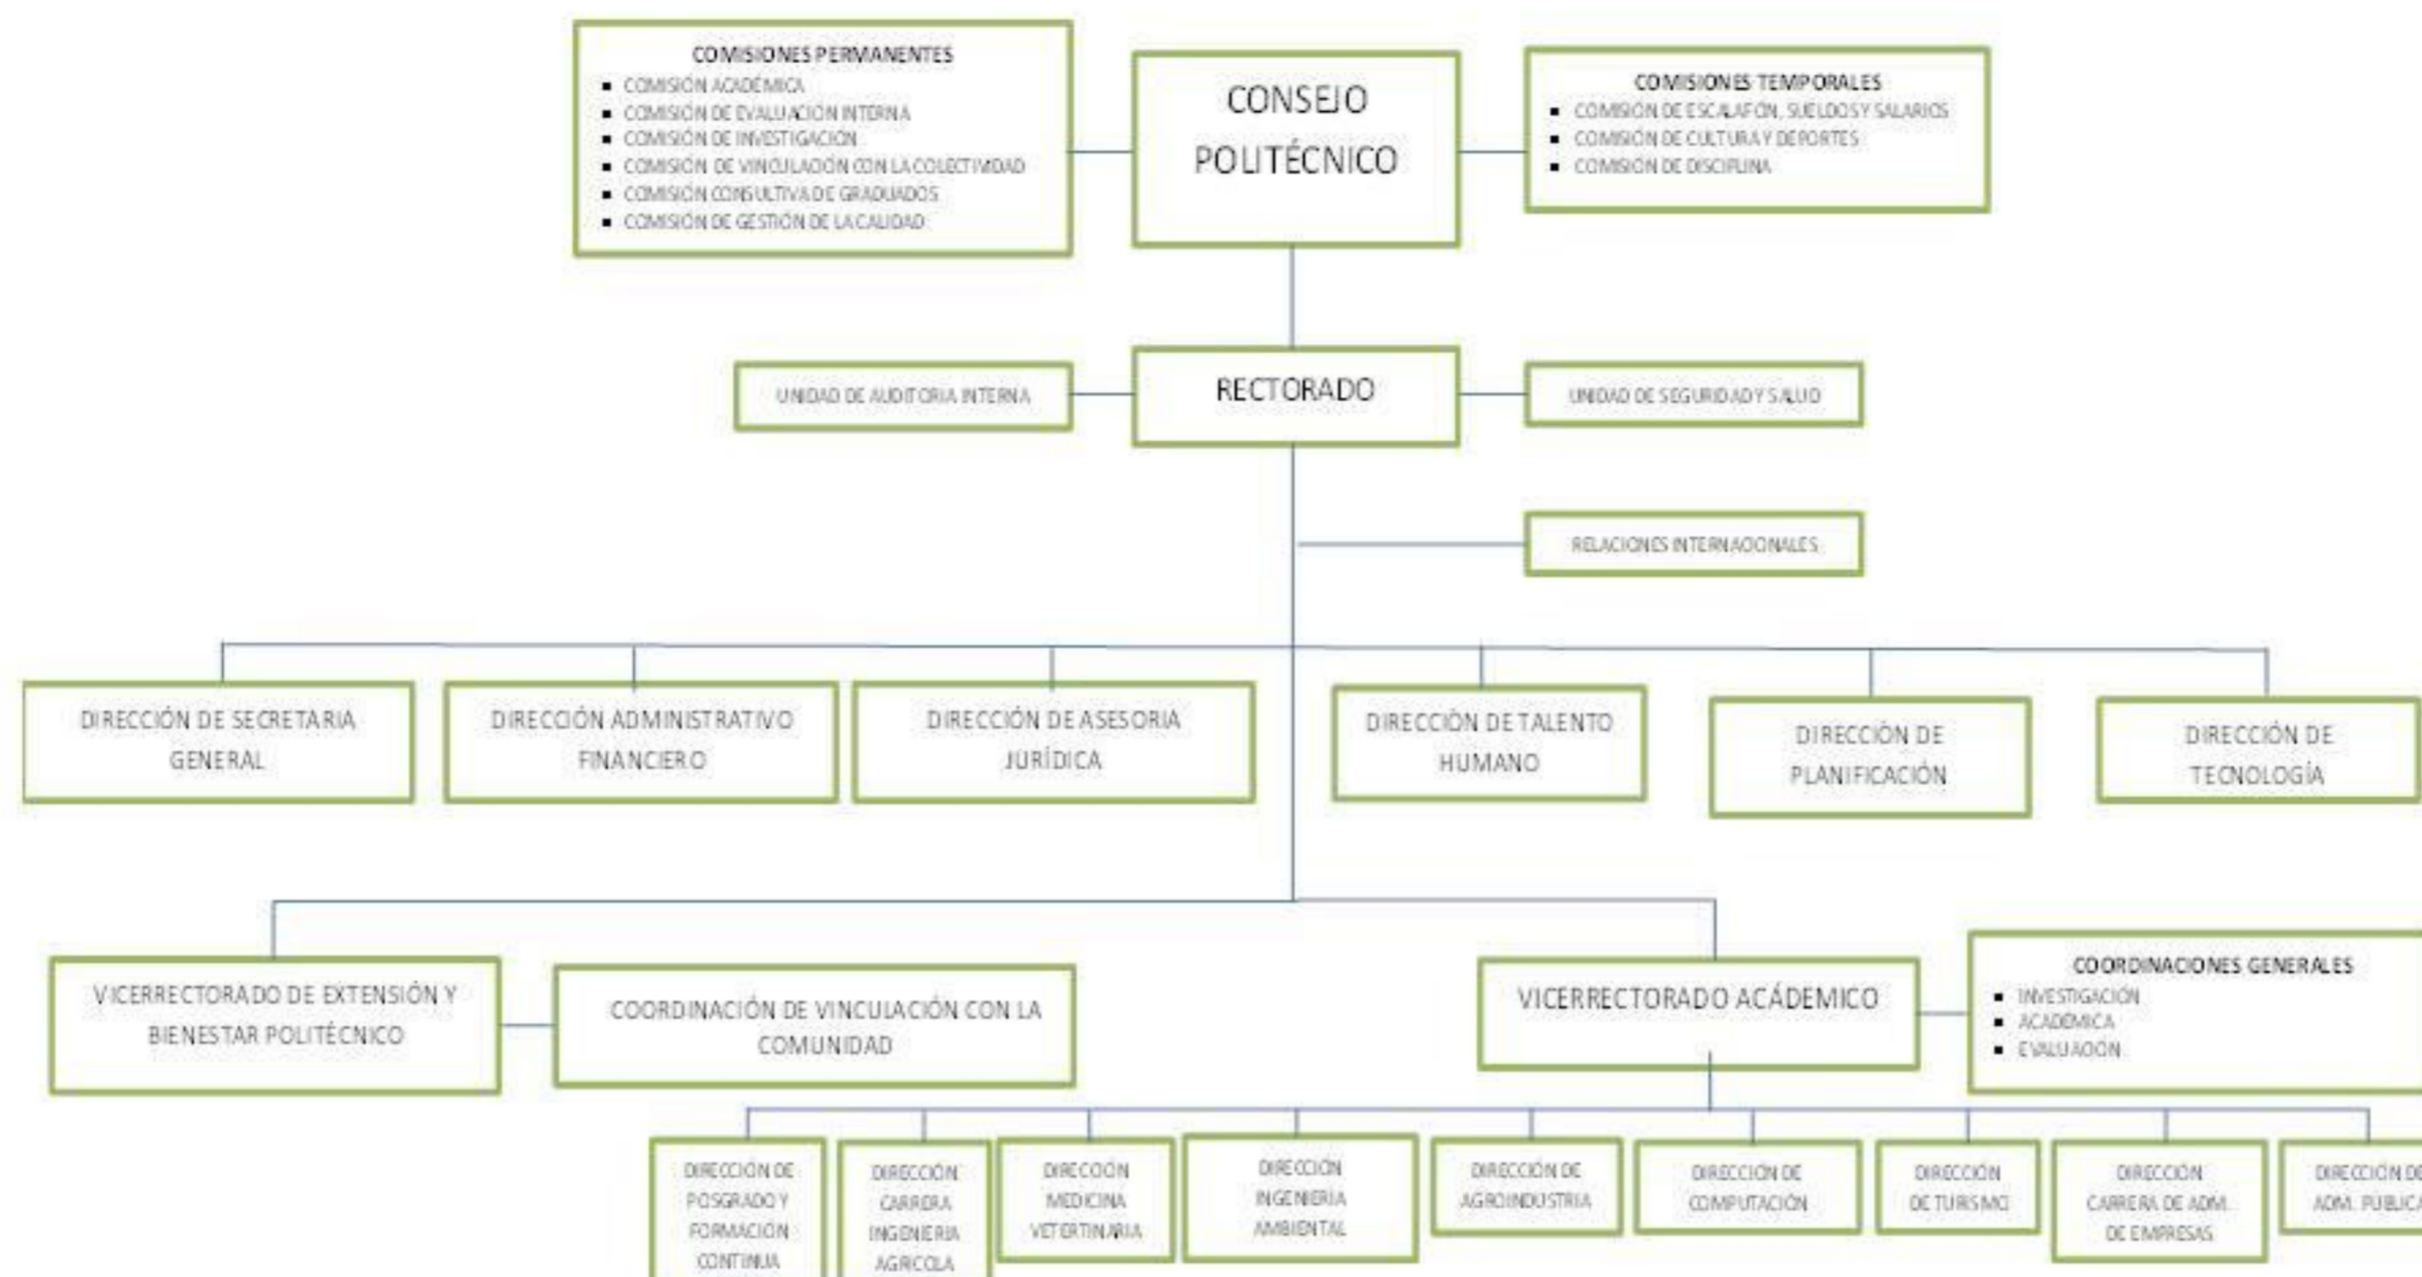 COMISIONES PERMANENTES
▪ COMISIÓN ACADÉMICA
▪ COMISIÓN DE EVALUACIÓN INTERNA
▪ COMISIÓN DE INVESTIGACIÓN
▪ COMISIÓN DE VINCULACIÓN CON LA COLECTIVIDAD
▪ COMISIÓN CONSULTIVA DE GRADUADOS
▪ COMISIÓN DE GESTIÓN DE LA CALIDAD
CONSEJO
POLITÉCNICO
COMISIONES TEMPORALES
▪ COMISIÓN DE ESCALAFÓN, SUELDOS Y SALARIOS
▪ COMISIÓN DE CULTURA Y DEPORTES
▪ COMISIÓN DE DISCIPLINA
UNIDAD DE AUDITORIA INTERNA
RECTORADO
UNIDAD DE SEGURIDAD Y SALUD
RELACIONES INTERNACIONALES
DIRECCIÓN DE SECRETARIA
GENERAL
DIRECCIÓN ADMINISTRATIVO
FINANCIERO
DIRECCIÓN DE ASESORIA
JURÍDICA
DIRECCIÓN DE TALENTO
HUMANO
DIRECCIÓN DE
PLANIFICACIÓN
DIRECCIÓN DE
TECNOLOGÍA
VICERRECTORADO DE EXTENSIÓN Y
BIENESTAR POLITÉCNICO
COORDINACIÓN DE VINCULACIÓN CON LA
COMUNIDAD
VICERRECTORADO ACÁDEMICO
COORDINACIONES GENERALES
▪ INVESTIGACIÓN
▪ ACADÉMICA
▪ EVALUACIÓN
DIRECCIÓN DE
POSGRADO Y
FORMACIÓN
CONTINUA
DIRECCIÓN
CARRERA
INGENIERIA
AGRICOLA
DIRECCIÓN
MEDICINA
VETERTINARIA
DIRECCIÓN
INGENIERÍA
AMBIENTAL
DIRECCIÓN DE
AGROINDUSTRIA
DIRECCIÓN DE
COMPUTACIÓN
DIRECCIÓN
DE TURISMO
DIRECCIÓN
CARRERA DE ADM.
DE EMPRESAS
DIRECCIÓN DE
ADM. PUBLICA